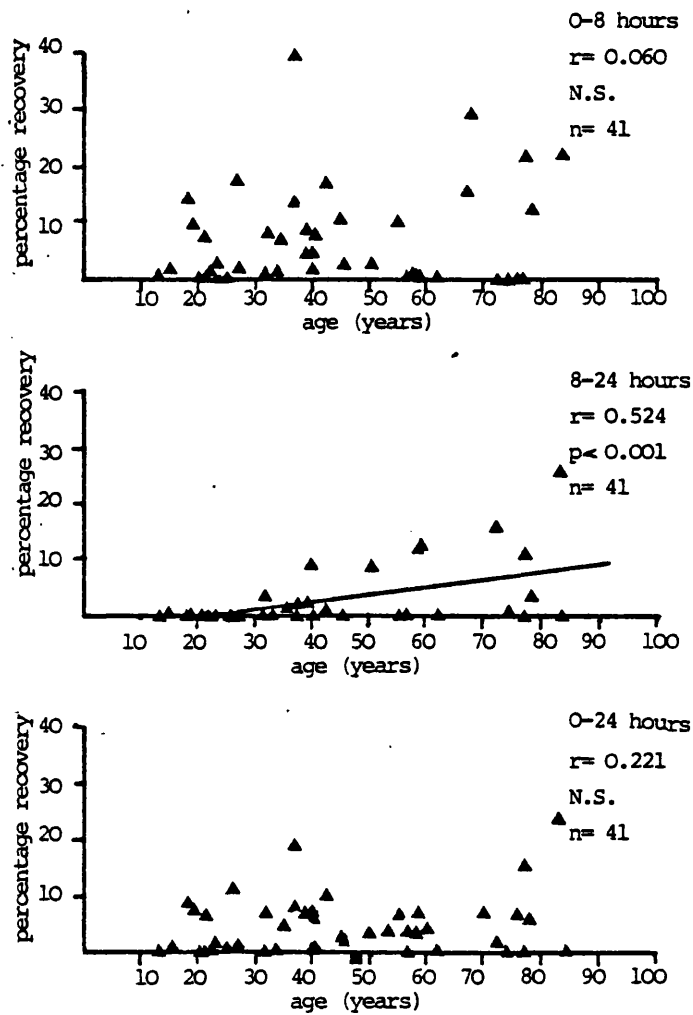 0-8 hours
r= 0.060
N.S.
n= 41
percentage recovery
40
30
20
10
10 20 30 40 50 60 70 80 90 100
age (years)
8-24 hours
r= 0.524
p< 0.001
n= 41
percentage recovery
40
30
20
10
10 20 30 40 50 60 70 80 90 100
age (years)
0-24 hours
r= 0.221
N.S.
n= 41
percentage recovery
40
30
20
10
10 20 30 40 50 60 70 80 90 100
age (years)